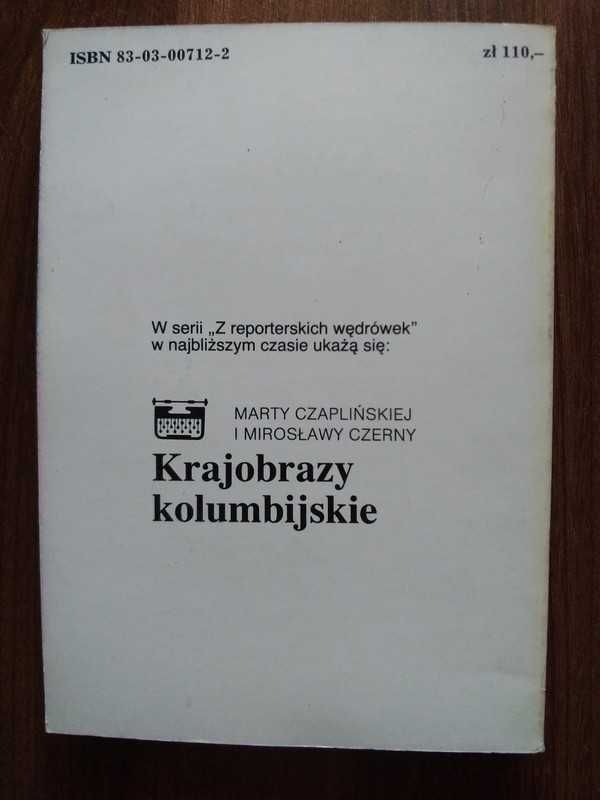 ISBN 83-03-00712-2 zł 110,–
W serii „Z reporterskich wędrówek”
w najbliższym czasie ukażą się:
MARTY CZAPLIŃSKIEJ
I MIROSŁAWY CZERNY
Krajobrazy
kolumbijskie